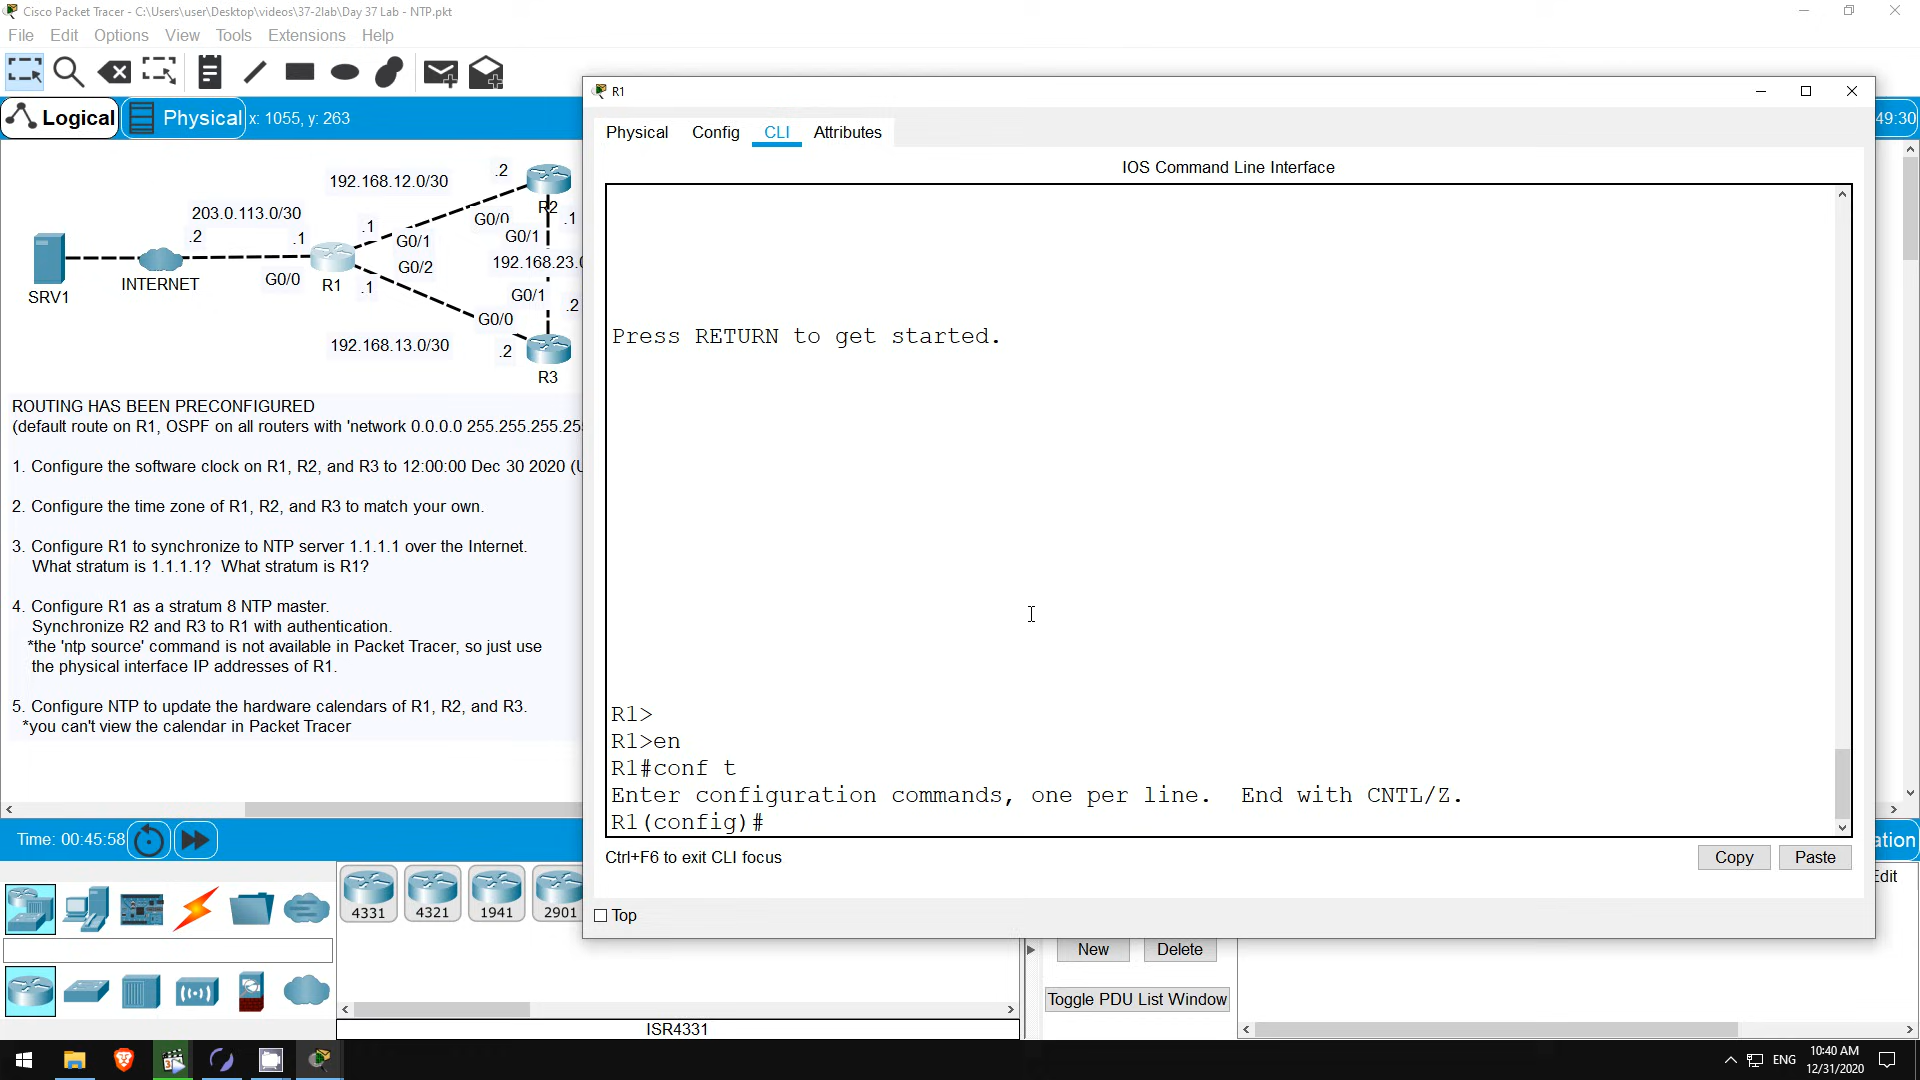 Cisco Packet Tracer - C:\Users\user\Desktop\videos\37-2lab\Day 37 Lab - NTP.pkt
File Edit Options View Tools Extensions Help
Logical Physical x: 1055, y: 263
49:30
R1
Physical Config CLI Attributes
IOS Command Line Interface
192.168.12.0/30
.2
R2
203.0.113.0/30
.2
.1
.1
G0/0
.1
G0/1
G0/1
SRV1
INTERNET
G0/0
R1
.1
G0/2
192.168.23.0
G0/1
.2
G0/0
192.168.13.0/30
.2
R3
ROUTING HAS BEEN PRECONFIGURED
(default route on R1, OSPF on all routers with 'network 0.0.0.0 255.255.255.25
1. Configure the software clock on R1, R2, and R3 to 12:00:00 Dec 30 2020 (U
2. Configure the time zone of R1, R2, and R3 to match your own.
3. Configure R1 to synchronize to NTP server 1.1.1.1 over the Internet.
What stratum is 1.1.1.1? What stratum is R1?
4. Configure R1 as a stratum 8 NTP master.
Synchronize R2 and R3 to R1 with authentication.
*the 'ntp source' command is not available in Packet Tracer, so just use
the physical interface IP addresses of R1.
5. Configure NTP to update the hardware calendars of R1, R2, and R3.
*you can't view the calendar in Packet Tracer
Press RETURN to get started.
R1>
R1>en
R1#conf t
Enter configuration commands, one per line. End with CNTL/Z.
R1(config)#
Ctrl+F6 to exit CLI focus
Copy Paste
Top
Time: 00:45:58
ation
Edit
4331 4321 1941 2901
New Delete
Toggle PDU List Window
ISR4331
ENG
10:40 AM
12/31/2020